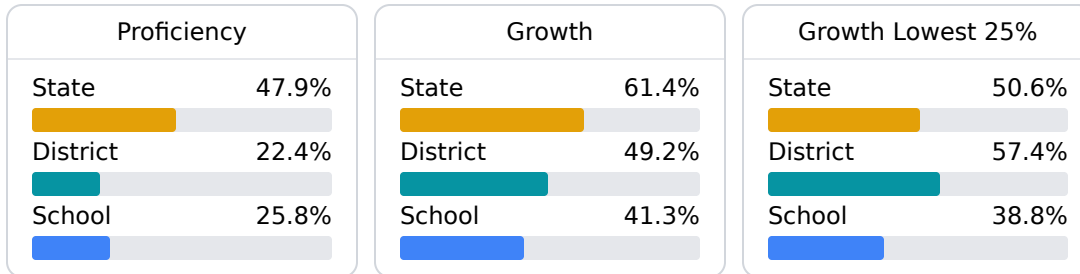 Proficiency
State 47.9%
District 22.4%
School 25.8%
Growth
State 61.4%
District 49.2%
School 41.3%
Growth Lowest 25%
State 50.6%
District 57.4%
School 38.8%